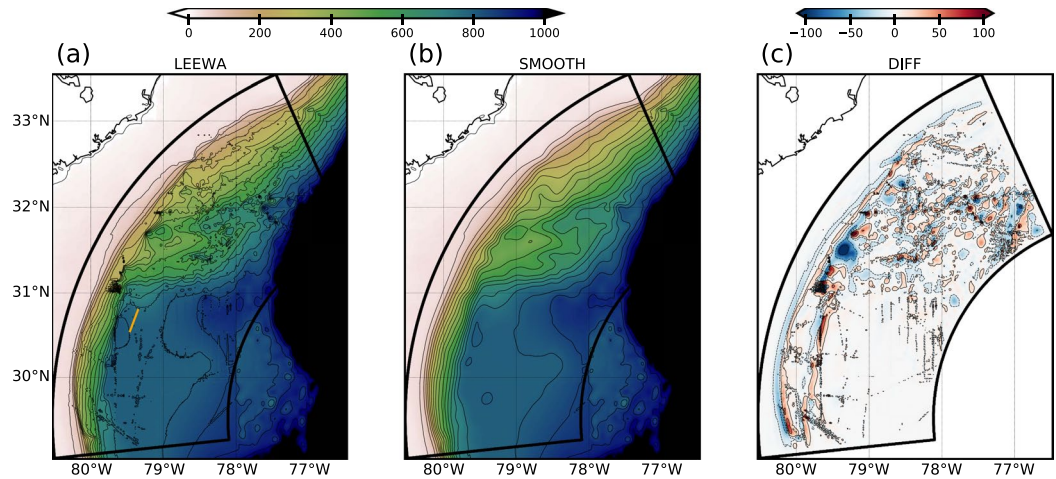 0 200 400 600 800 1000
−100 −50 0 50 100
(a) (b) (c)
LEEWA SMOOTH DIFF
33°N
32°N
31°N
30°N
80°W 79°W 78°W 77°W 80°W 79°W 78°W 77°W 80°W 79°W 78°W 77°W